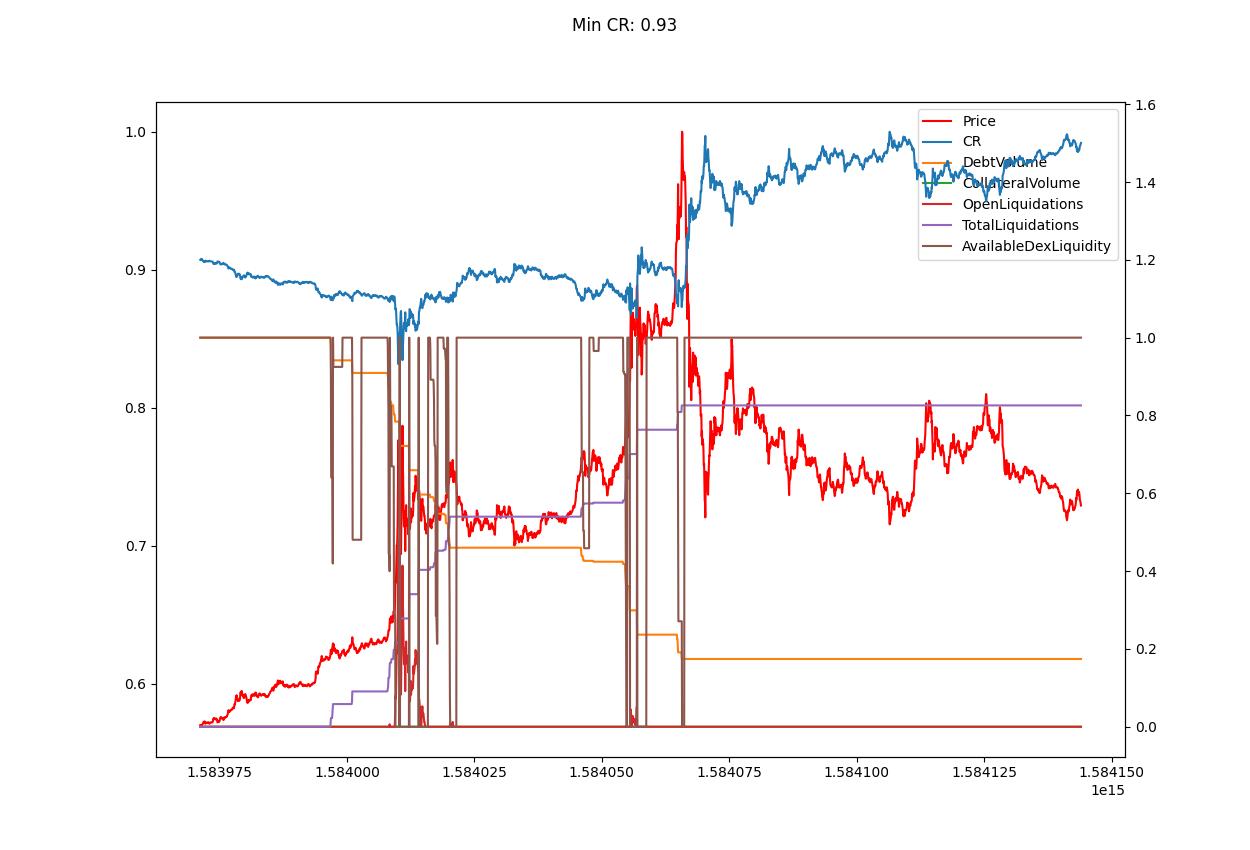 Min CR: 0.93
1.0
0.9
0.8
0.7
0.6
1.6
1.4
1.2
1.0
0.8
0.6
0.4
0.2
0.0
Price
CR
DebtVolume
CollateralVolume
OpenLiquidations
TotalLiquidations
AvailableDexLiquidity
1.583975 1.584000 1.584025 1.584050 1.584075 1.584100 1.584125 1.584150
1e15